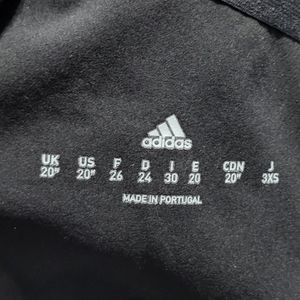 adidas
UK US F D I E CDN J
20" 20" 26 24 30 20 20" 3XS
MADE IN PORTUGAL